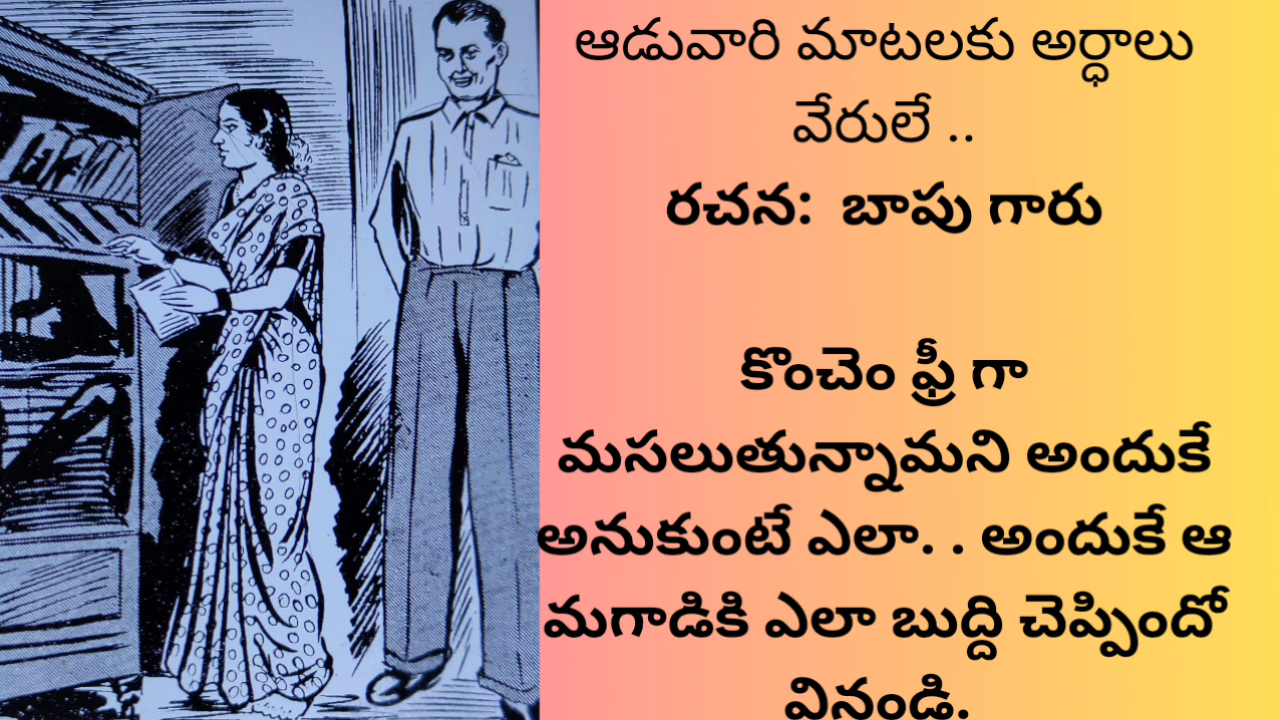 ఆడువారి మాటలకు అర్ధాలు
వేరులే ..
రచన: బాపు గారు
కొంచెం ఫ్రీ గా
మసలుతున్నామని అందుకే
అనుకుంటే ఎలా. . అందుకే ఆ
మగాడికి ఎలా బుద్ది చెప్పిందో
వినండి.